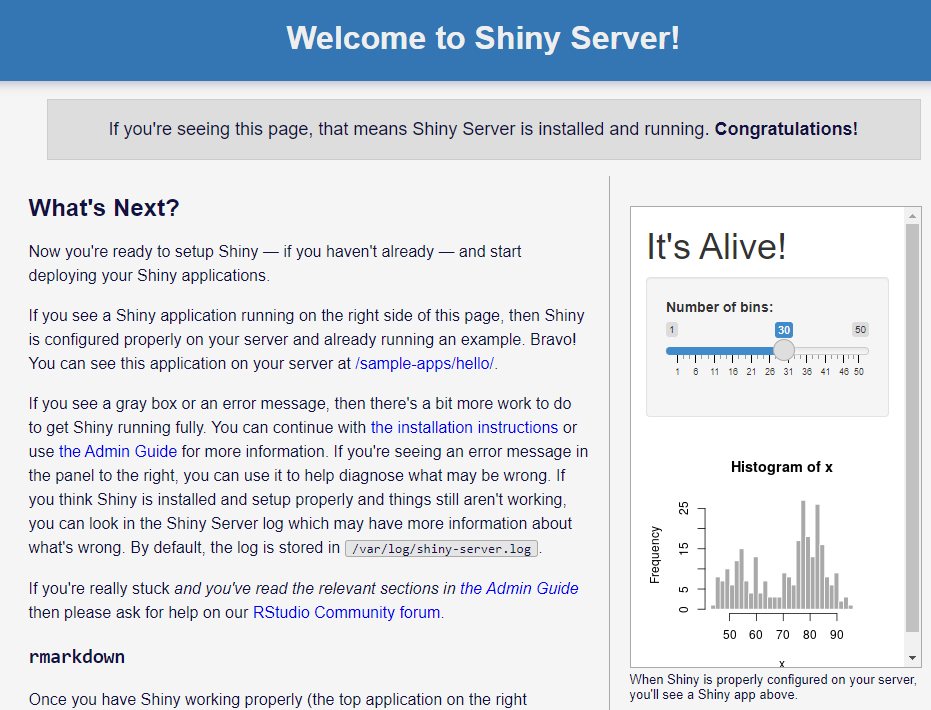 Welcome to Shiny Server!
If you're seeing this page, that means Shiny Server is installed and running. Congratulations!
What's Next?
Now you're ready to setup Shiny — if you haven't already — and start
deploying your Shiny applications.
If you see a Shiny application running on the right side of this page, then Shiny
is configured properly on your server and already running an example. Bravo!
You can see this application on your server at /sample-apps/hello/.
If you see a gray box or an error message, then there's a bit more work to do
to get Shiny running fully. You can continue with the installation instructions or
use the Admin Guide for more information. If you're seeing an error message in
the panel to the right, you can use it to help diagnose what may be wrong. If
you think Shiny is installed and setup properly and things still aren't working,
you can look in the Shiny Server log which may have more information about
what's wrong. By default, the log is stored in /var/log/shiny-server.log.
If you're really stuck and you've read the relevant sections in the Admin Guide
then please ask for help on our RStudio Community forum.
rmarkdown
Once you have Shiny working properly (the top application on the right
It's Alive!
Number of bins:
1 30 50
1 6 11 16 21 26 31 36 41 46 50
Histogram of x
Frequency
0 5 15 25
50 60 70 80 90
x
When Shiny is properly configured on your server,
you'll see a Shiny app above.